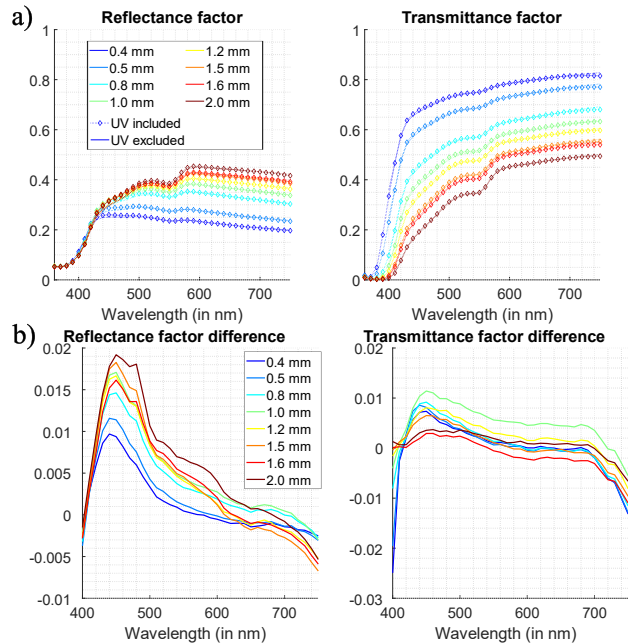 a)
Reflectance factor
1
0.8
0.6
0.4
0.2
0
0.4 mm
0.5 mm
0.8 mm
1.0 mm
1.2 mm
1.5 mm
1.6 mm
2.0 mm
UV included
UV excluded
400 500 600 700
Wavelength (in nm)
Transmittance factor
1
0.8
0.6
0.4
0.2
0
400 500 600 700
Wavelength (in nm)
b)
Reflectance factor difference
0.02
0.015
0.01
0.005
0
-0.005
-0.01
0.4 mm
0.5 mm
0.8 mm
1.0 mm
1.2 mm
1.5 mm
1.6 mm
2.0 mm
400 500 600 700
Wavelength (in nm)
Transmittance factor difference
0.03
0.02
0.01
0
-0.01
-0.02
-0.03
400 500 600 700
Wavelength (in nm)